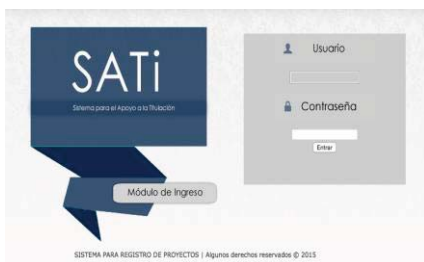 SATi
Sistema para el Apoyo a la Titulación
Módulo de Ingreso
Usuario
Contraseña
Entrar
SISTEMA PARA REGISTRO DE PROYECTOS | Algunos derechos reservados © 2015